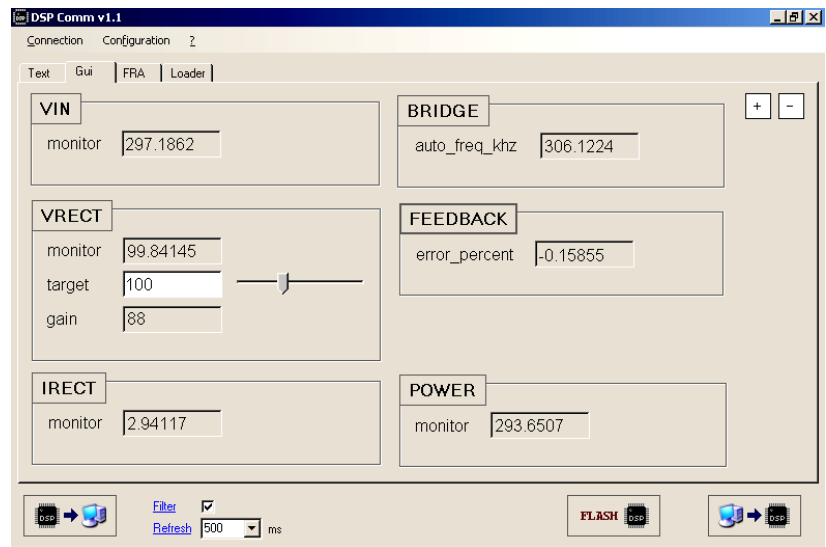 DSP Comm v1.1
Connection Configuration ?
Text Gui FRA Loader
VIN
monitor 297.1862
BRIDGE
auto_freq_khz 306.1224
+ -
VRECT
monitor 99.84145
target 100
gain 88
FEEDBACK
error_percent -0.15855
IRECT
monitor 2.94117
POWER
monitor 293.6507
DSP
Filter
Refresh 500 ms
FLASH DSP
DSP